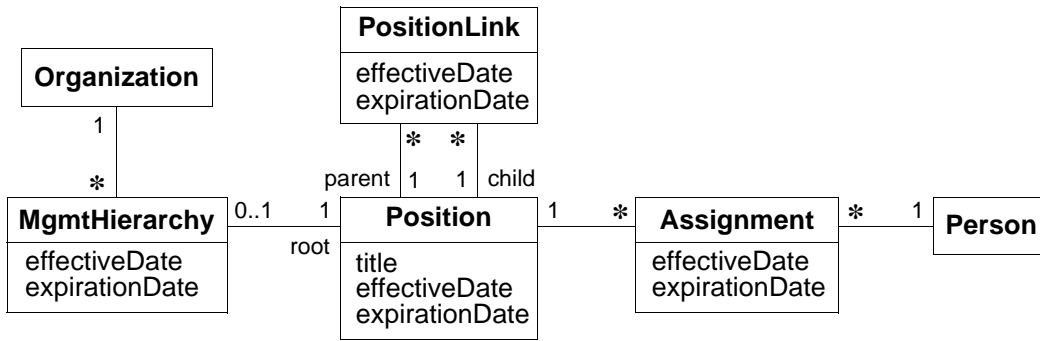 PositionLink
effectiveDate
expirationDate
Organization
1
*
* *
parent 1 1 child
MgmtHierarchy
effectiveDate
expirationDate
0..1 1
root
Position
title
effectiveDate
expirationDate
1 *
Assignment
effectiveDate
expirationDate
* 1
Person